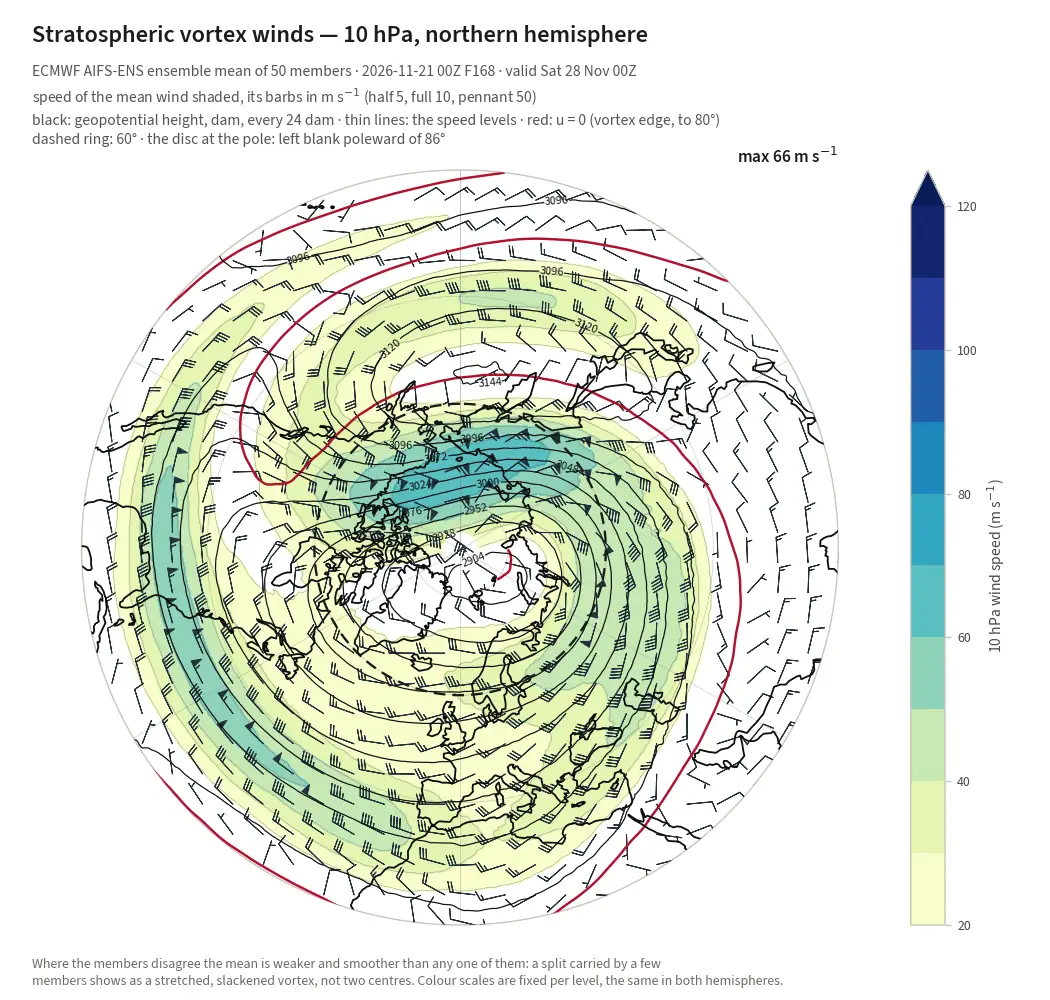 Stratospheric vortex winds — 10 hPa, northern hemisphere
ECMWF AIFS-ENS ensemble mean of 50 members · 2026-11-21 00Z F168 · valid Sat 28 Nov 00Z
speed of the mean wind shaded, its barbs in m s⁻¹ (half 5, full 10, pennant 50)
black: geopotential height, dam, every 24 dam · thin lines: the speed levels · red: u = 0 (vortex edge, to 80°)
dashed ring: 60° · the disc at the pole: left blank poleward of 86°
max 66 m s⁻¹
3096
3096
3096
3120
3120
3144
3096
3096
3072
3048
3024
3000
2952
2904
120
100
80
60
40
20
10 hPa wind speed (m s⁻¹)
Where the members disagree the mean is weaker and smoother than any one of them: a split carried by a few
members shows as a stretched, slackened vortex, not two centres. Colour scales are fixed per level, the same in both hemispheres.